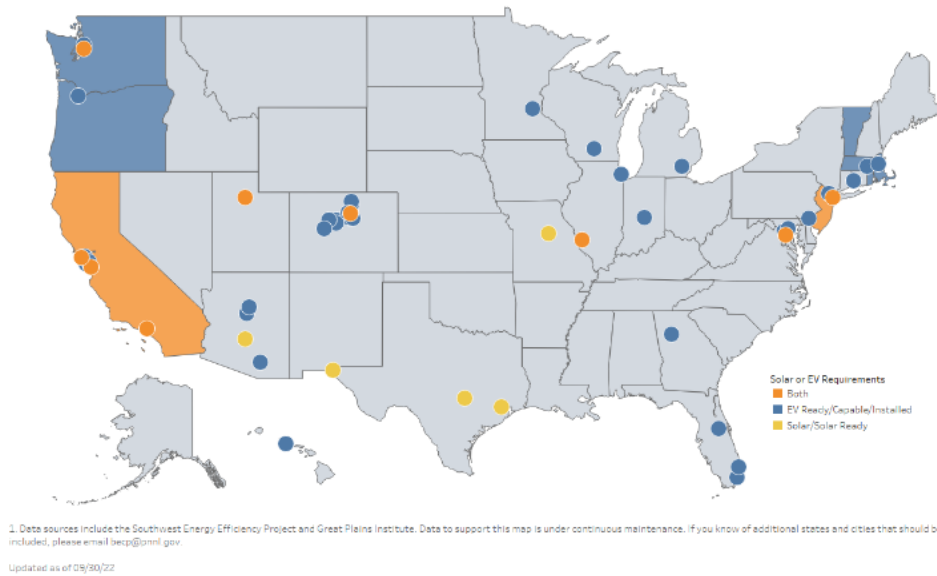 Solar or EV Requirements
Both
EV Ready/Capable/Installed
Solar/Solar Ready
1. Data sources include the Southwest Energy Efficiency Project and Great Plains Institute. Data to support this map is under continuous maintenance. If you know of additional states and cities that should b
included, please email becp@pnnl.gov.
Updated as of 09/30/22